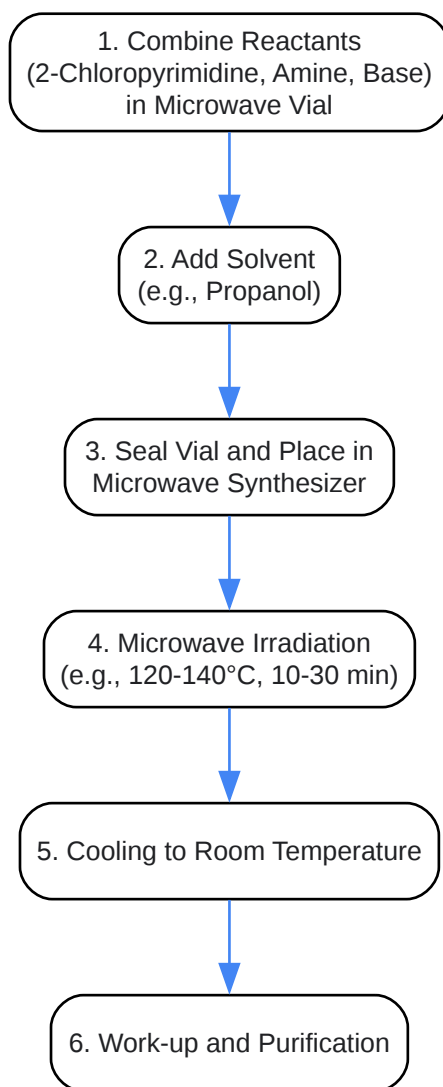 1. Combine Reactants
(2-Chloropyrimidine, Amine, Base)
in Microwave Vial
2. Add Solvent
(e.g., Propanol)
3. Seal Vial and Place in
Microwave Synthesizer
4. Microwave Irradiation
(e.g., 120-140°C, 10-30 min)
5. Cooling to Room Temperature
6. Work-up and Purification